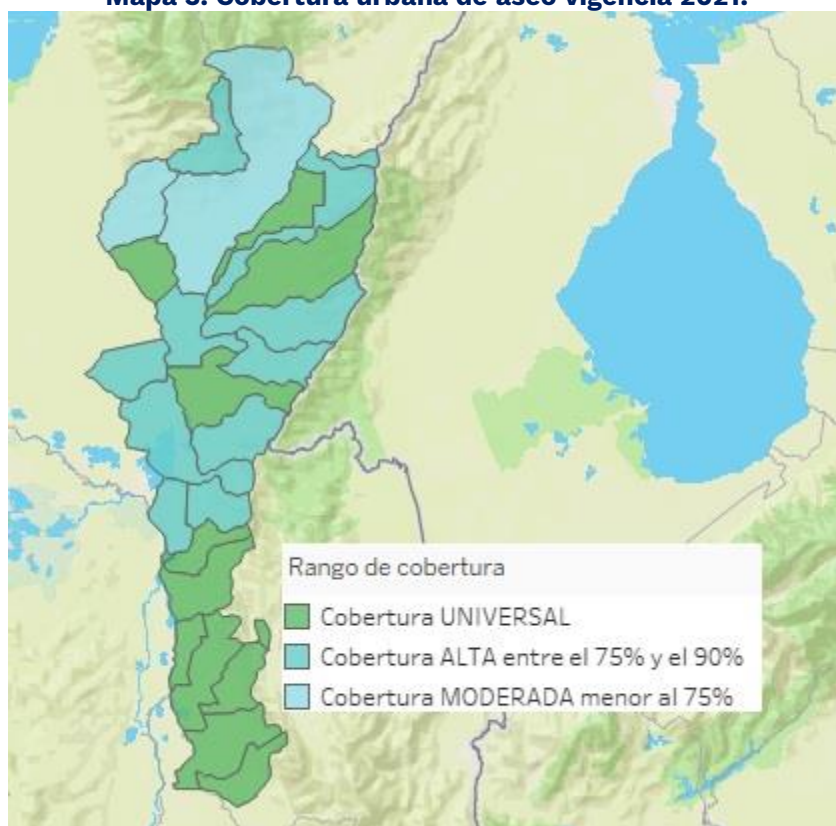 Mapa 3. Cobertura urbana de aseo vigencia 2021.
Rango de cobertura
Cobertura UNIVERSAL
Cobertura ALTA entre el 75% y el 90%
Cobertura MODERADA menor al 75%